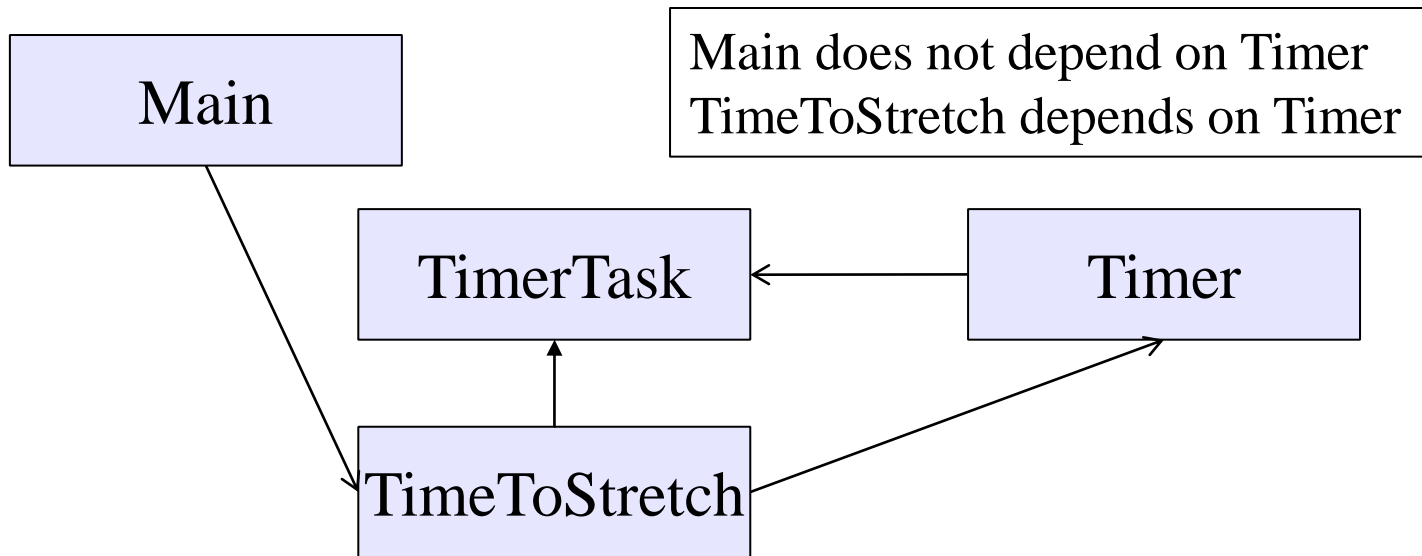 Main
Main does not depend on Timer
TimeToStretch depends on Timer
TimerTask
Timer
TimeToStretch